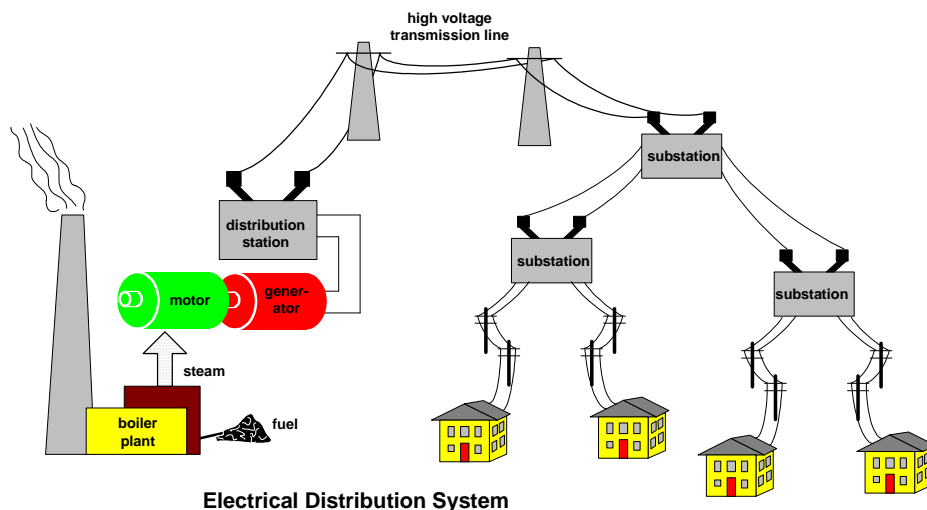 high voltage
transmission line
substation
distribution
station
substation
substation
motor
gener-
ator
steam
boiler
plant
fuel
Electrical Distribution System